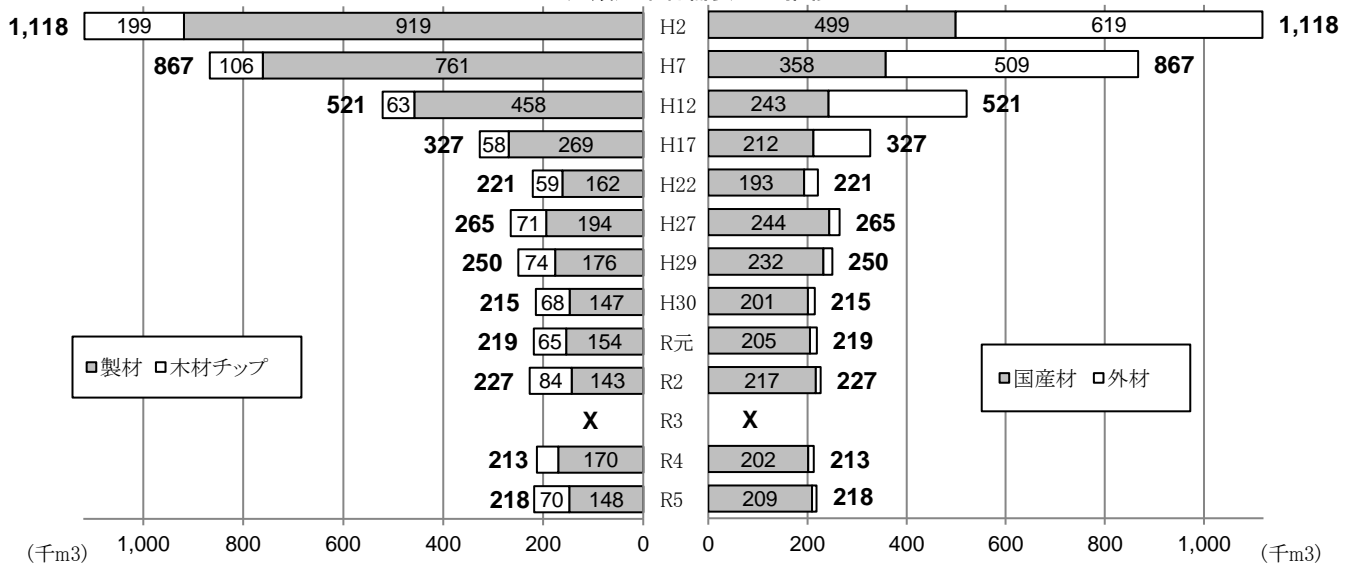 1,118 199 919 H2 499 619 1,118
867 106 761 H7 358 509 867
521 63 458 H12 243 521
327 58 269 H17 212 327
221 59 162 H22 193 221
265 71 194 H27 244 265
250 74 176 H29 232 250
215 68 147 H30 201 215
219 65 154 R元 205 219
227 84 143 R2 217 227
X R3 X
213 170 R4 202 213
218 70 148 R5 209 218
製材 木材チップ
国産材 外材
(千m3) 1,000 800 600 400 200 0 0 200 400 600 800 1,000 (千m3)